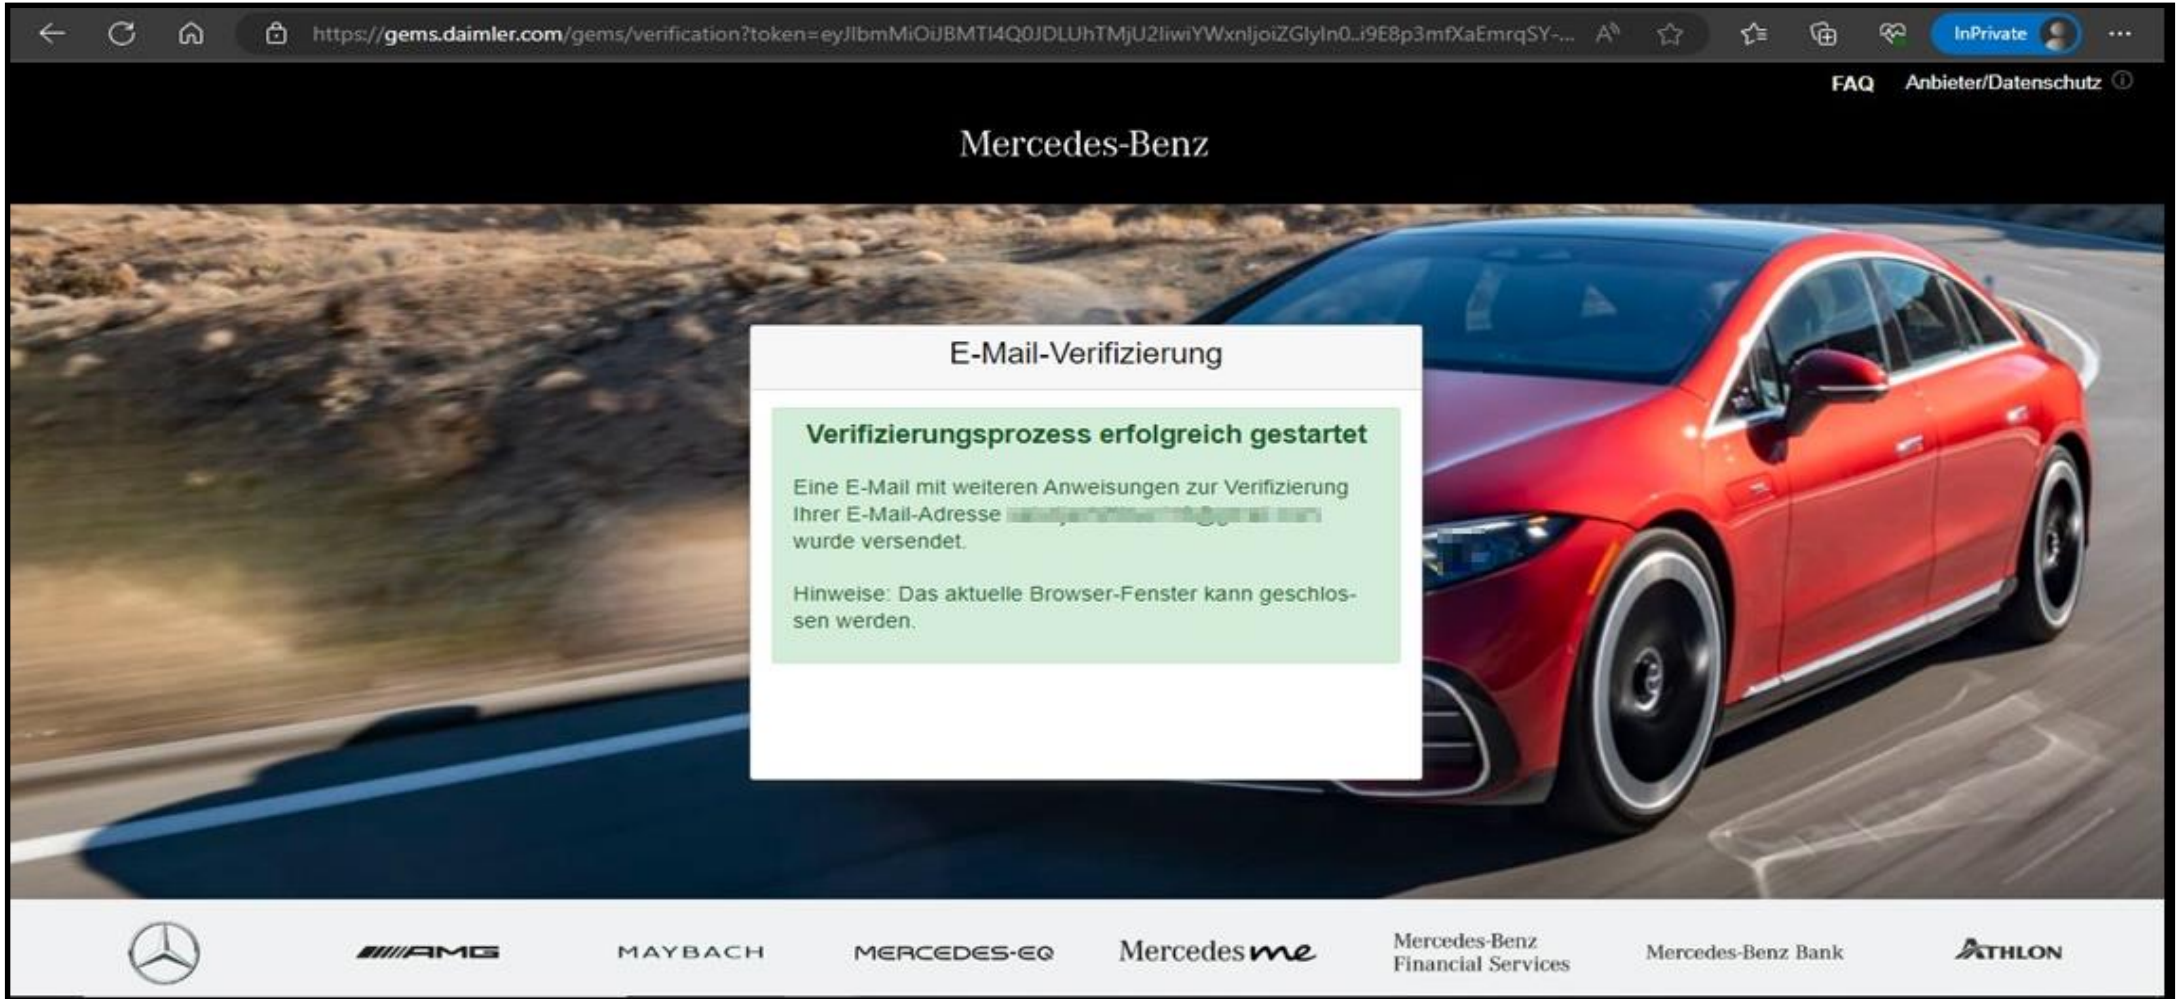 https://gems.daimler.com/gems/verification?token=eyJlbmMiOiJBMTI4Q0JDLUhTMjU2IiwiYWxnIjoiZGlyIn0..i9E8p3mfXaEmrqSY-...
InPrivate
FAQ Anbieter/Datenschutz
Mercedes-Benz
E-Mail-Verifizierung
Verifizierungsprozess erfolgreich gestartet
Eine E-Mail mit weiteren Anweisungen zur Verifizierung
Ihrer E-Mail-Adresse
wurde versendet.
Hinweise: Das aktuelle Browser-Fenster kann geschlos-
sen werden.
AMG MAYBACH MERCEDES-EQ Mercedes me Mercedes-Benz Financial Services Mercedes-Benz Bank ATHLON